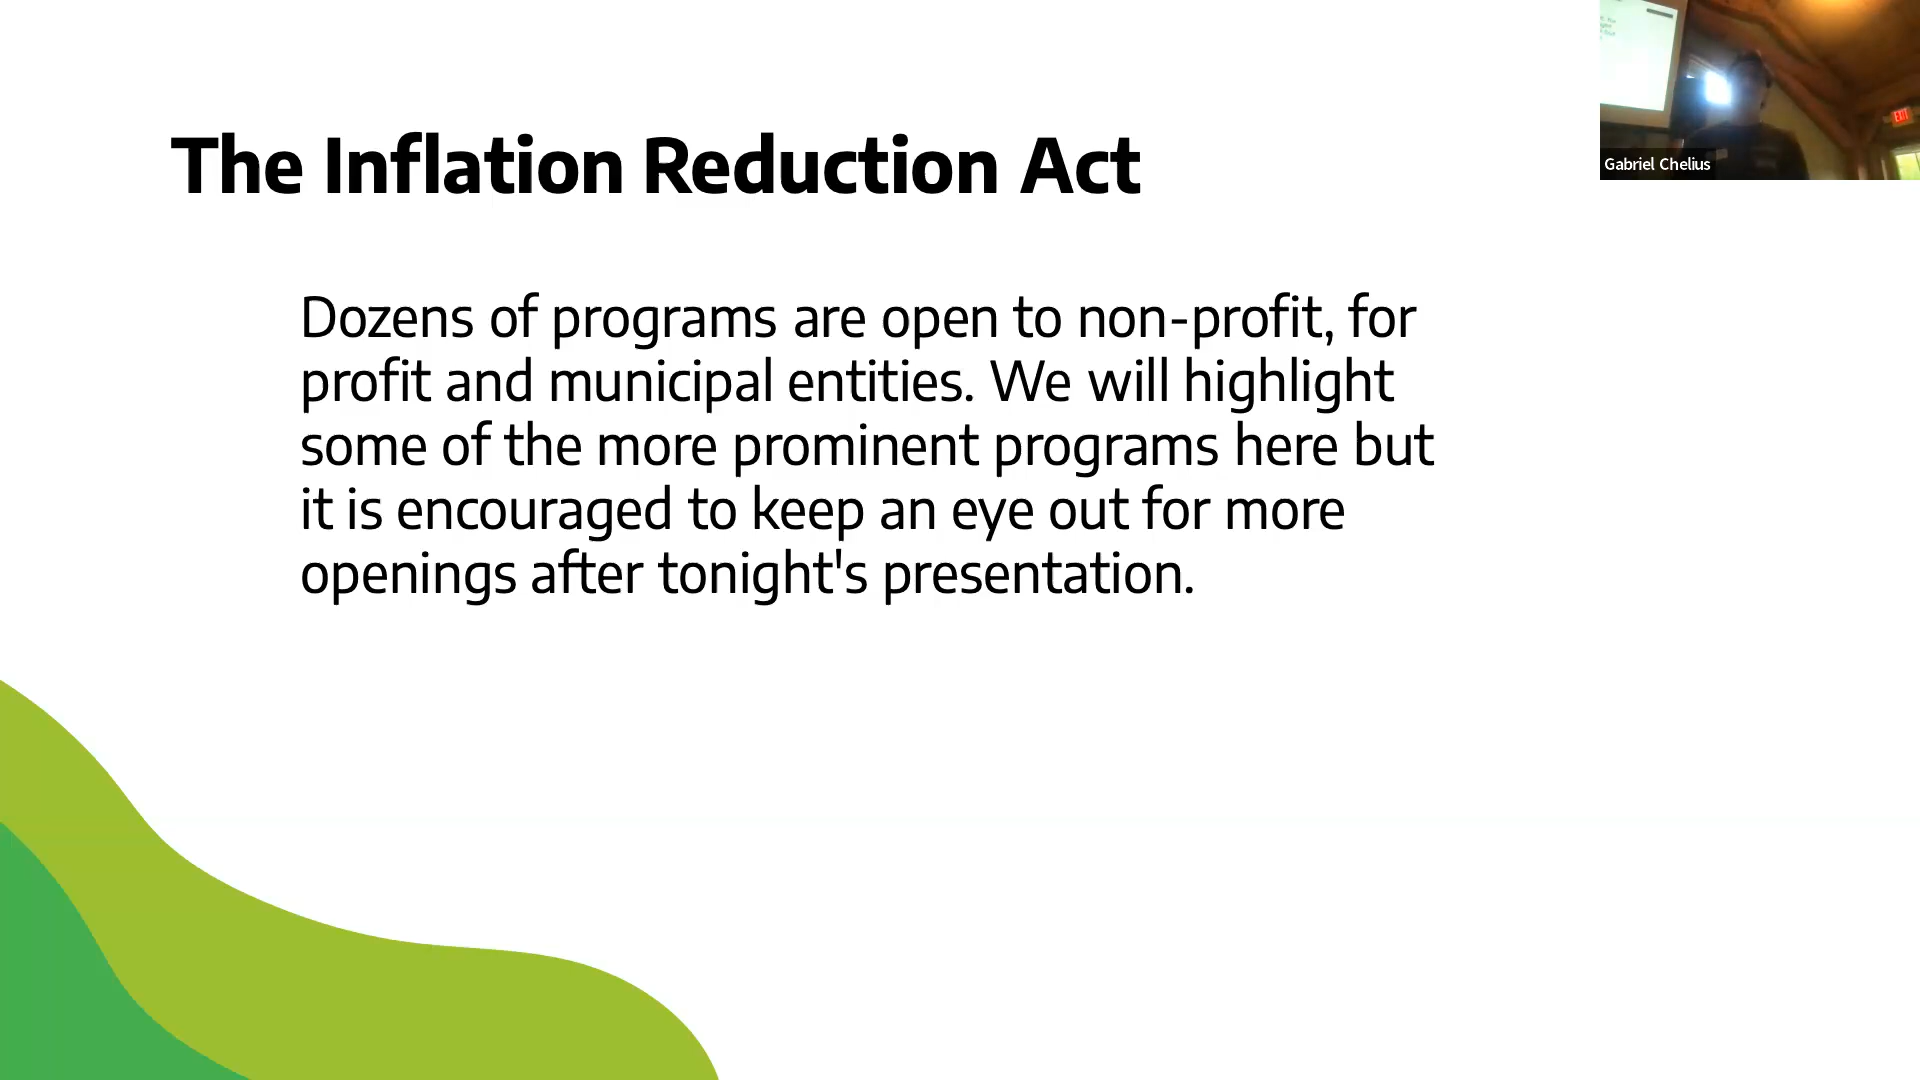 The Inflation Reduction Act
Dozens of programs are open to non-profit, for
profit and municipal entities. We will highlight
some of the more prominent programs here but
it is encouraged to keep an eye out for more
openings after tonight's presentation.
Gabriel Chelius
EXIT